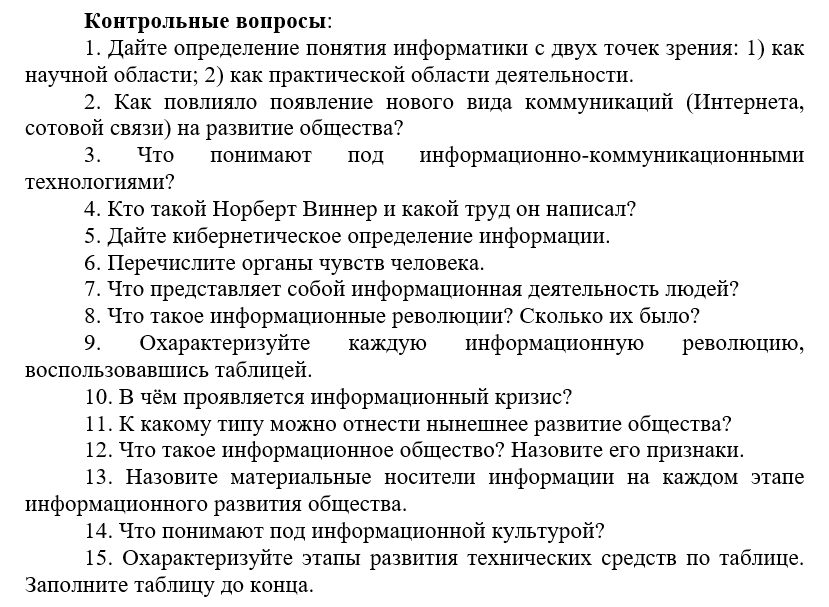 Контрольные вопросы:
1. Дайте определение понятия информатики с двух точек зрения: 1) как
научной области; 2) как практической области деятельности.
2. Как повлияло появление нового вида коммуникаций (Интернета,
сотовой связи) на развитие общества?
3. Что понимают под информационно-коммуникационными
технологиями?
4. Кто такой Норберт Виннер и какой труд он написал?
5. Дайте кибернетическое определение информации.
6. Перечислите органы чувств человека.
7. Что представляет собой информационная деятельность людей?
8. Что такое информационные революции? Сколько их было?
9. Охарактеризуйте каждую информационную революцию,
воспользовавшись таблицей.
10. В чём проявляется информационный кризис?
11. К какому типу можно отнести нынешнее развитие общества?
12. Что такое информационное общество? Назовите его признаки.
13. Назовите материальные носители информации на каждом этапе
информационного развития общества.
14. Что понимают под информационной культурой?
15. Охарактеризуйте этапы развития технических средств по таблице.
Заполните таблицу до конца.